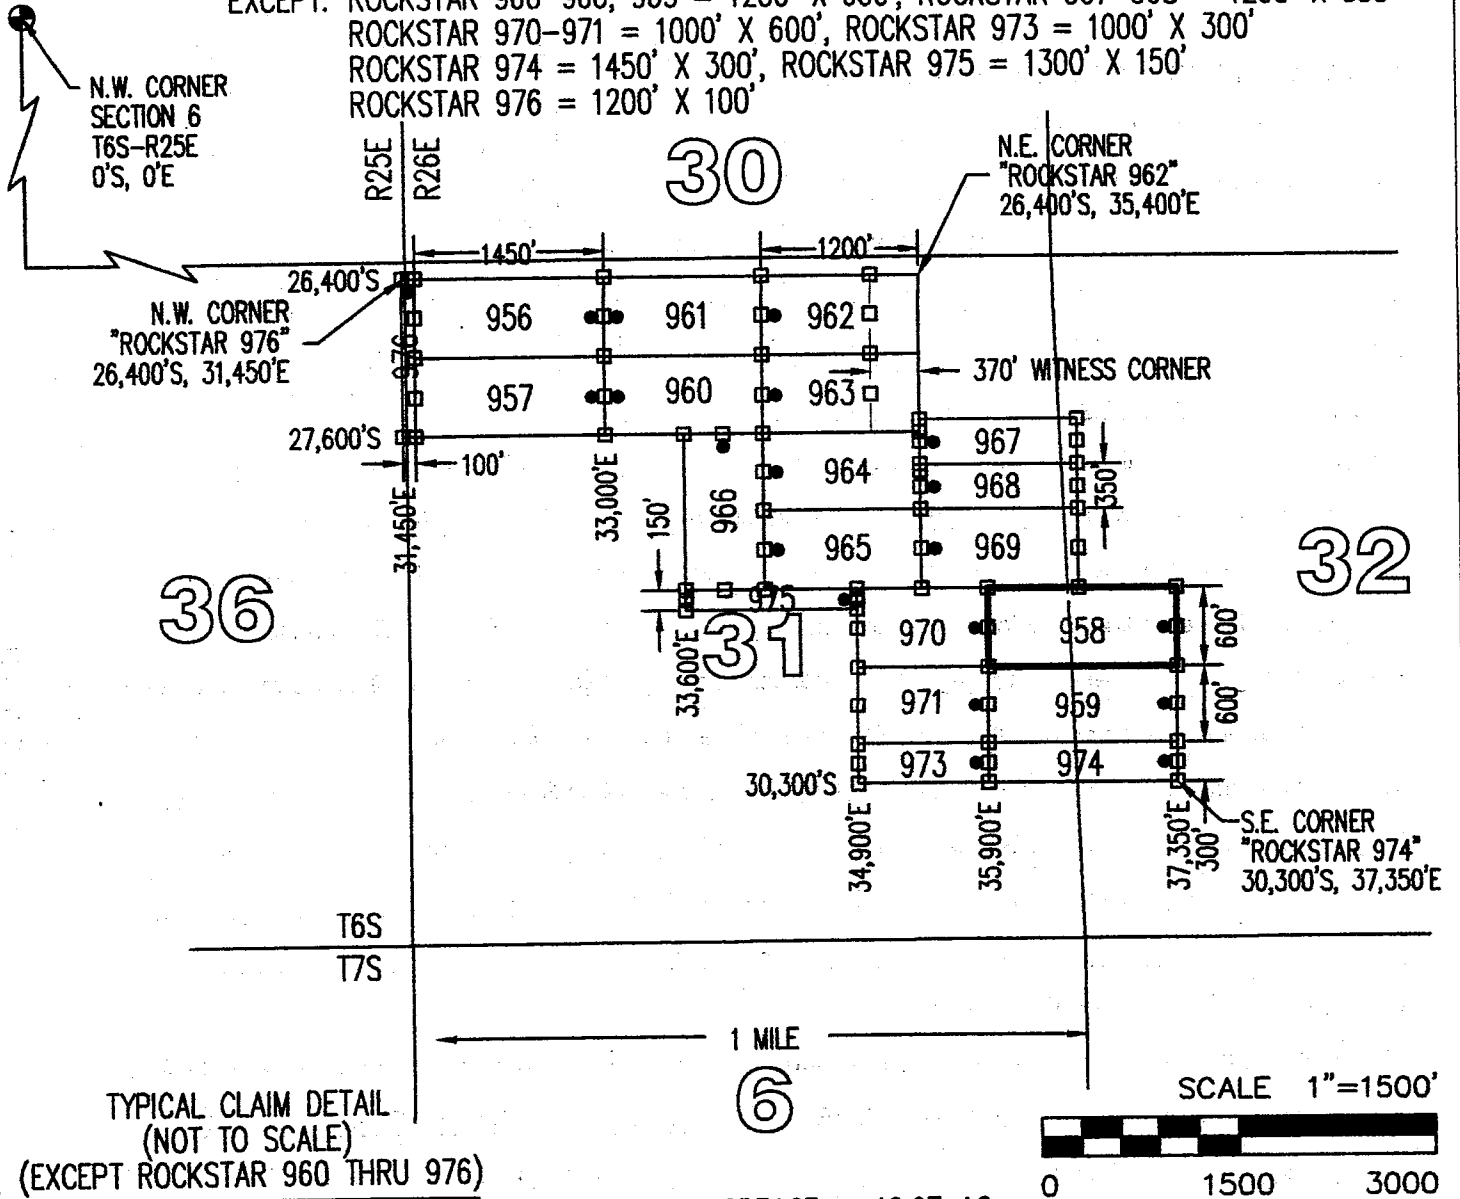 ROCKSTAR 970-971 = 1000' X 600', ROCKSTAR 973 = 1000' X 300'
ROCKSTAR 974 = 1450' X 300', ROCKSTAR 975 = 1300' X 150'
ROCKSTAR 976 = 1200' X 100'
N.W. CORNER
SECTION 6
T6S-R25E
0'S, 0'E
R25E
R26E
30
N.E. CORNER
"ROCKSTAR 962"
26,400'S, 35,400'E
1450'
1200'
26,400'S
N.W. CORNER
"ROCKSTAR 976"
26,400'S, 31,450'E
976
956
961
962
370' WITNESS CORNER
957
960
963
27,600'S
100'
31,450'E
33,000'E
967
964
968
350'
966
150'
965
969
36
32
975
31
33,600'E
970
958
600'
971
959
600'
973
974
30,300'S
34,900'E
35,900'E
37,350'E
300'
S.E. CORNER
"ROCKSTAR 974"
30,300'S, 37,350'E
T6S
T7S
1 MILE
6
TYPICAL CLAIM DETAIL
(NOT TO SCALE)
(EXCEPT ROCKSTAR 960 THRU 976)
SCALE 1"=1500'
0 1500 3000